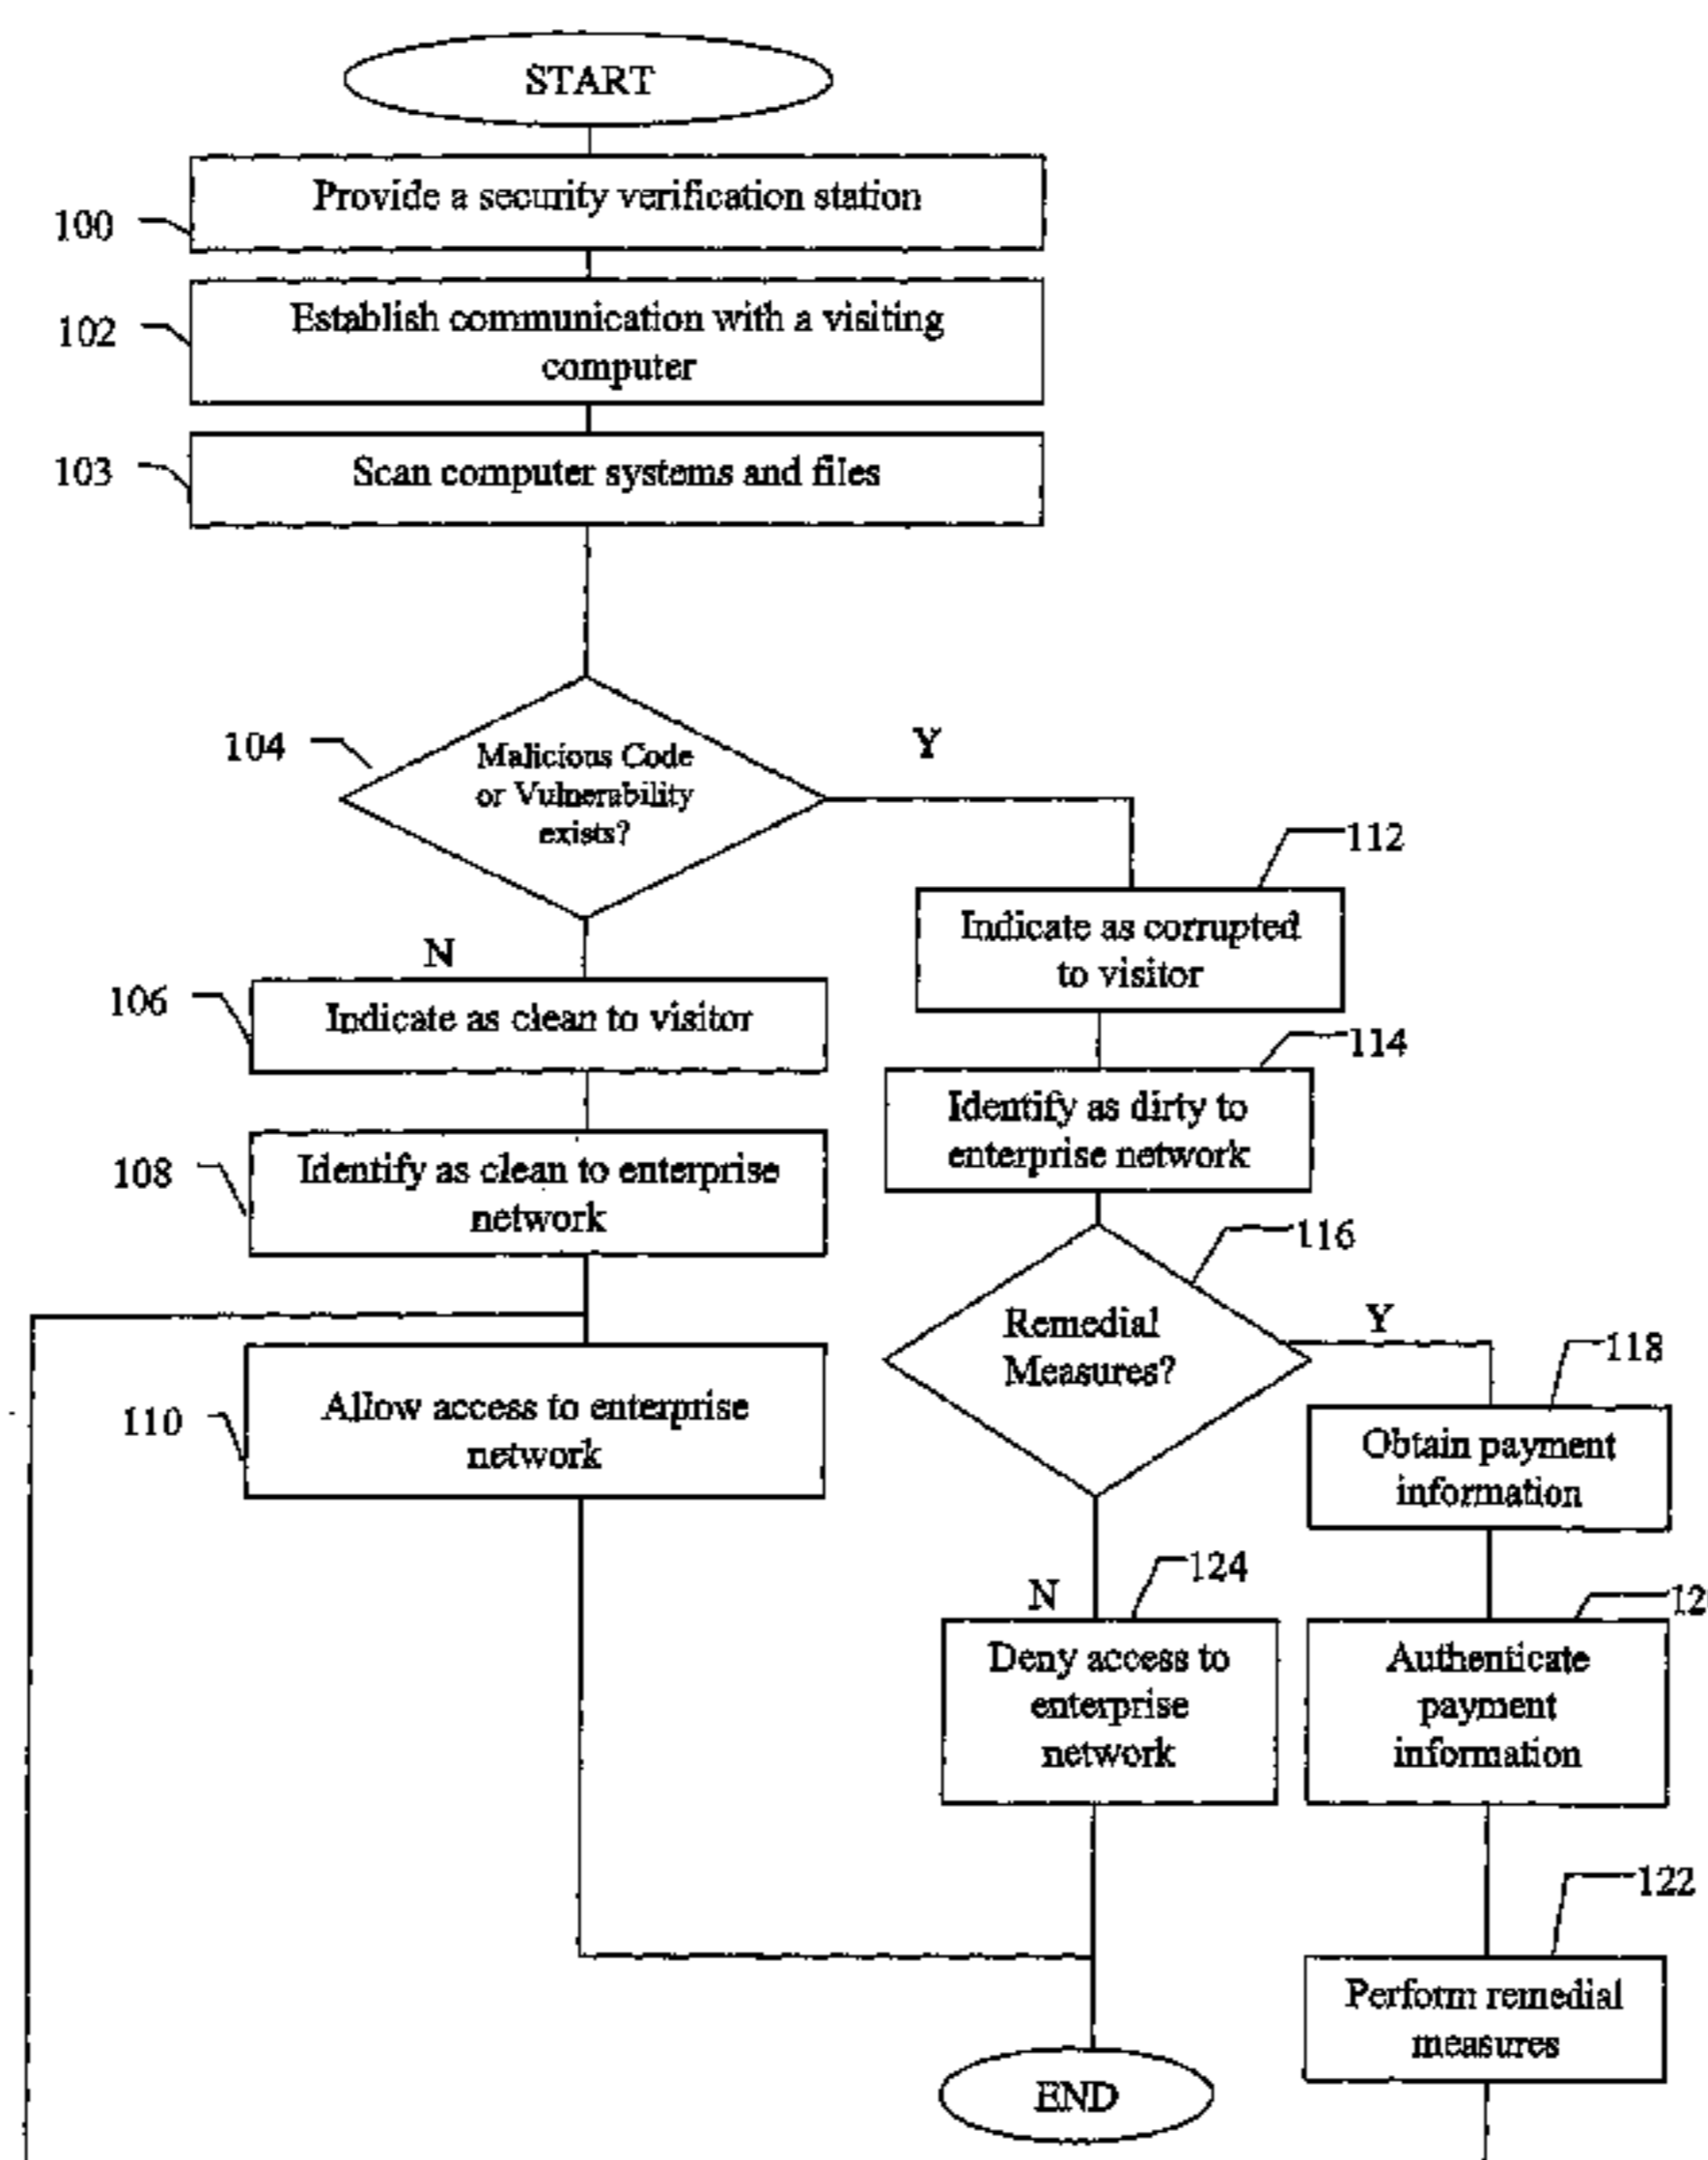 START
Provide a security verification station
100
Establish communication with a visiting
computer
102
Scan computer systems and files
103
Malicious Code
or Vulnerability
exists?
104
Y
112
Indicate as corrupted
to visitor
N
106
Indicate as clean to visitor
114
Identify as dirty to
enterprise network
108
Identify as clean to enterprise
network
116
Remedial
Measures?
Y
118
110
Allow access to enterprise
network
Obtain payment
information
N
124
12
Deny access to
enterprise
network
Authenticate
payment
information
122
Perform remedial
measures
END